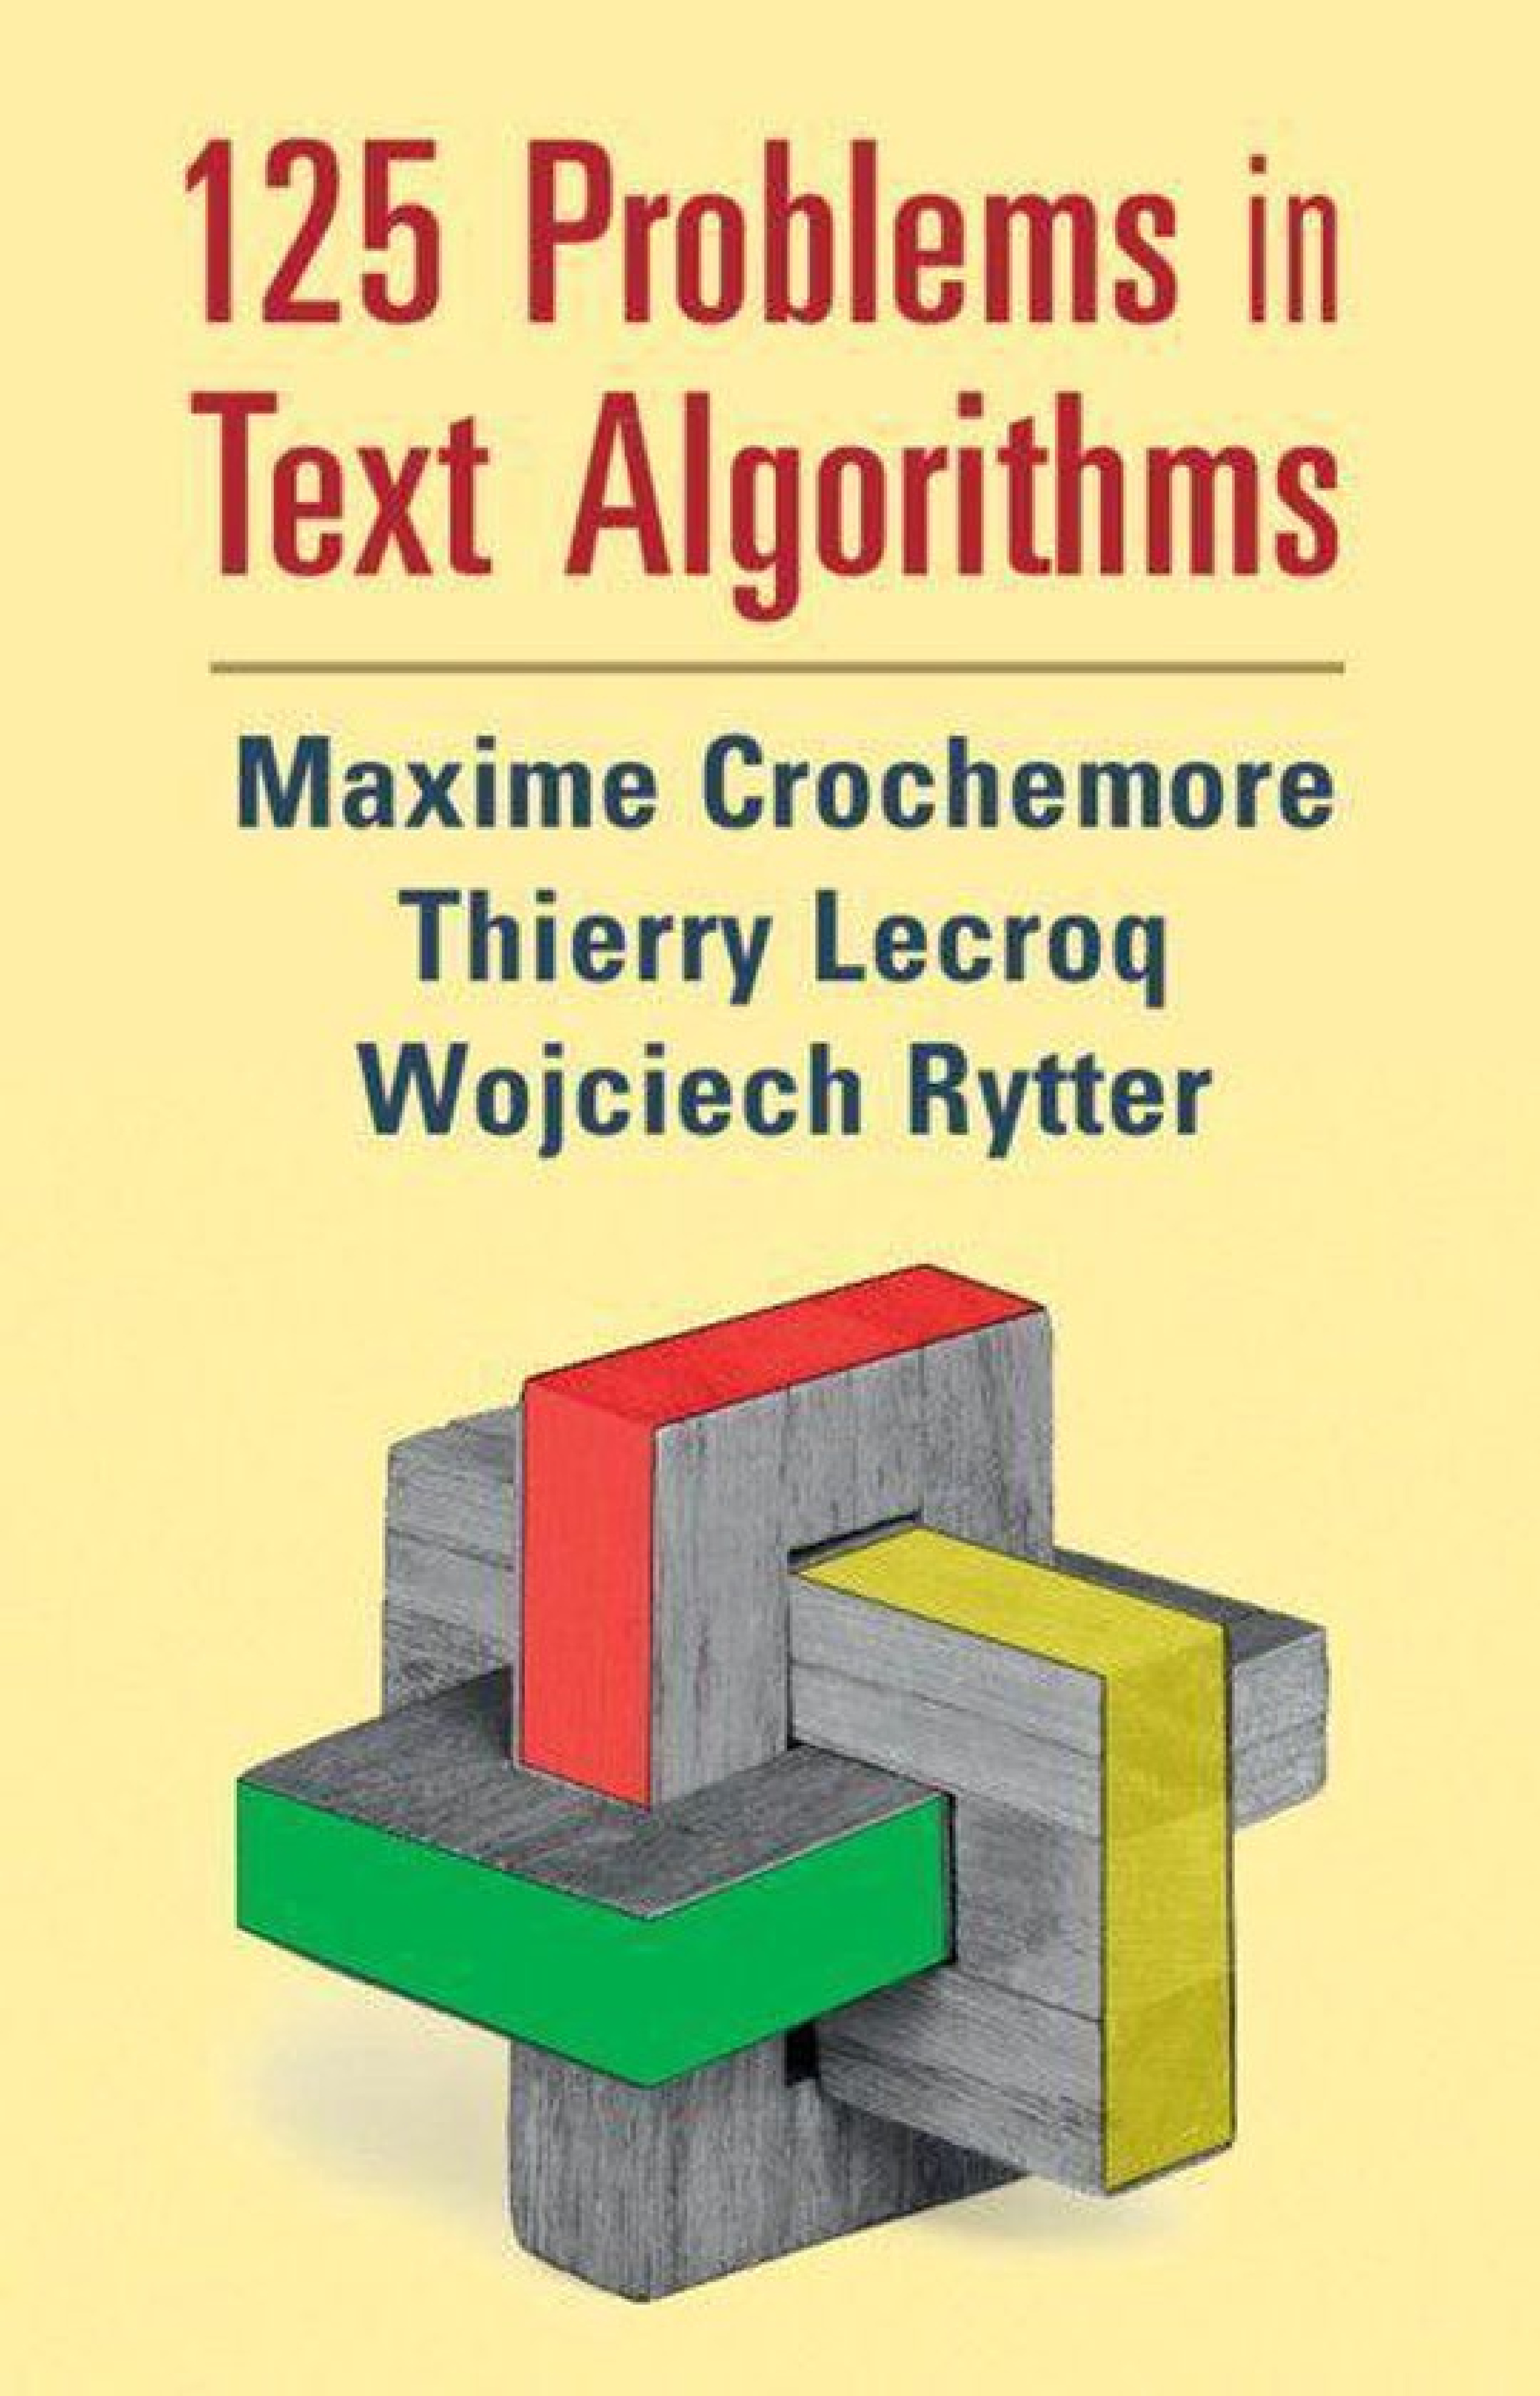 125 Problems in
Text Algorithms
Maxime Crochemore
Thierry Lecroq
Wojciech Rytter